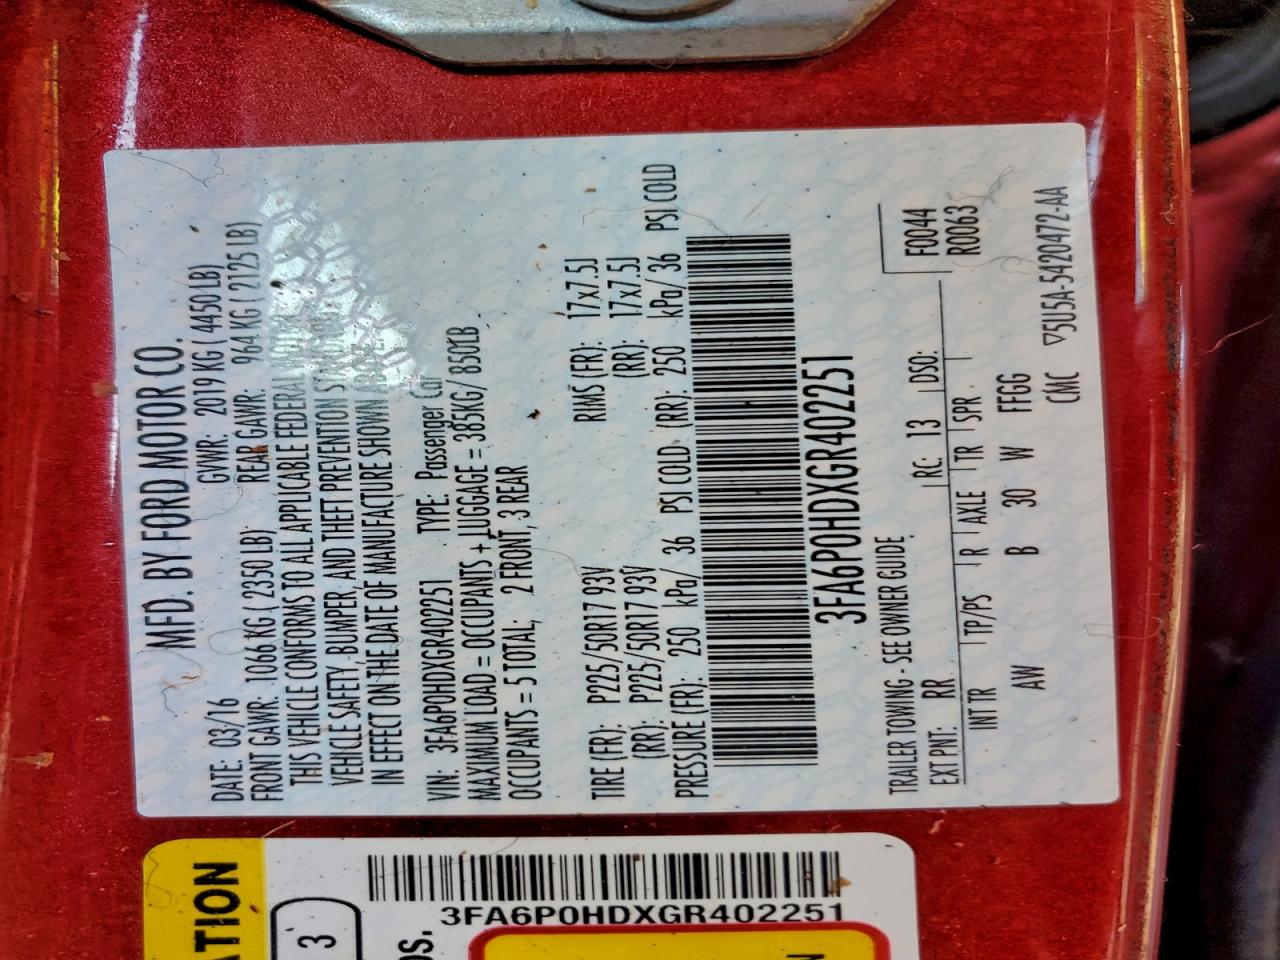 MFD. BY FORD MOTOR CO.
DATE: 03/16 GVWR: 2019 KG ( 4450 LB)
FRONT GAWR: 1066 KG ( 2350 LB) REAR GAWR: 964 KG ( 2125 LB)
THIS VEHICLE CONFORMS TO ALL APPLICABLE FEDERAL
VEHICLE SAFETY, BUMPER, AND THEFT PREVENTION
IN EFFECT ON THE DATE OF MANUFACTURE SHOWN
VIN: 3FA6P0HDXGR402251 TYPE: Passenger Car
MAXIMUM LOAD = OCCUPANTS + LUGGAGE = 385KG/ 850LB
OCCUPANTS = 5 TOTAL, 2 FRONT, 3 REAR
TIRE (FR): P225/50R17 93V RIMS (FR): 17x7.5J
(RR): P225/50R17 93V (RR): 17x7.5J
PRESSURE (FR): 250 kPa/ 36 PSI COLD (RR): 250 kPa/ 36 PSI COLD
3FA6P0HDXGR402251
TRAILER TOWING - SEE OWNER GUIDE
EXT PNT: RR RC: 13 DSO: F0044
R0063
INT TR TP/PS R AXLE TR SPR
AW B 30 W FFGG
CMC ▽5U5A-5420472-AA
ATION
3
OS.
3FA6P0HDXGR402251
N